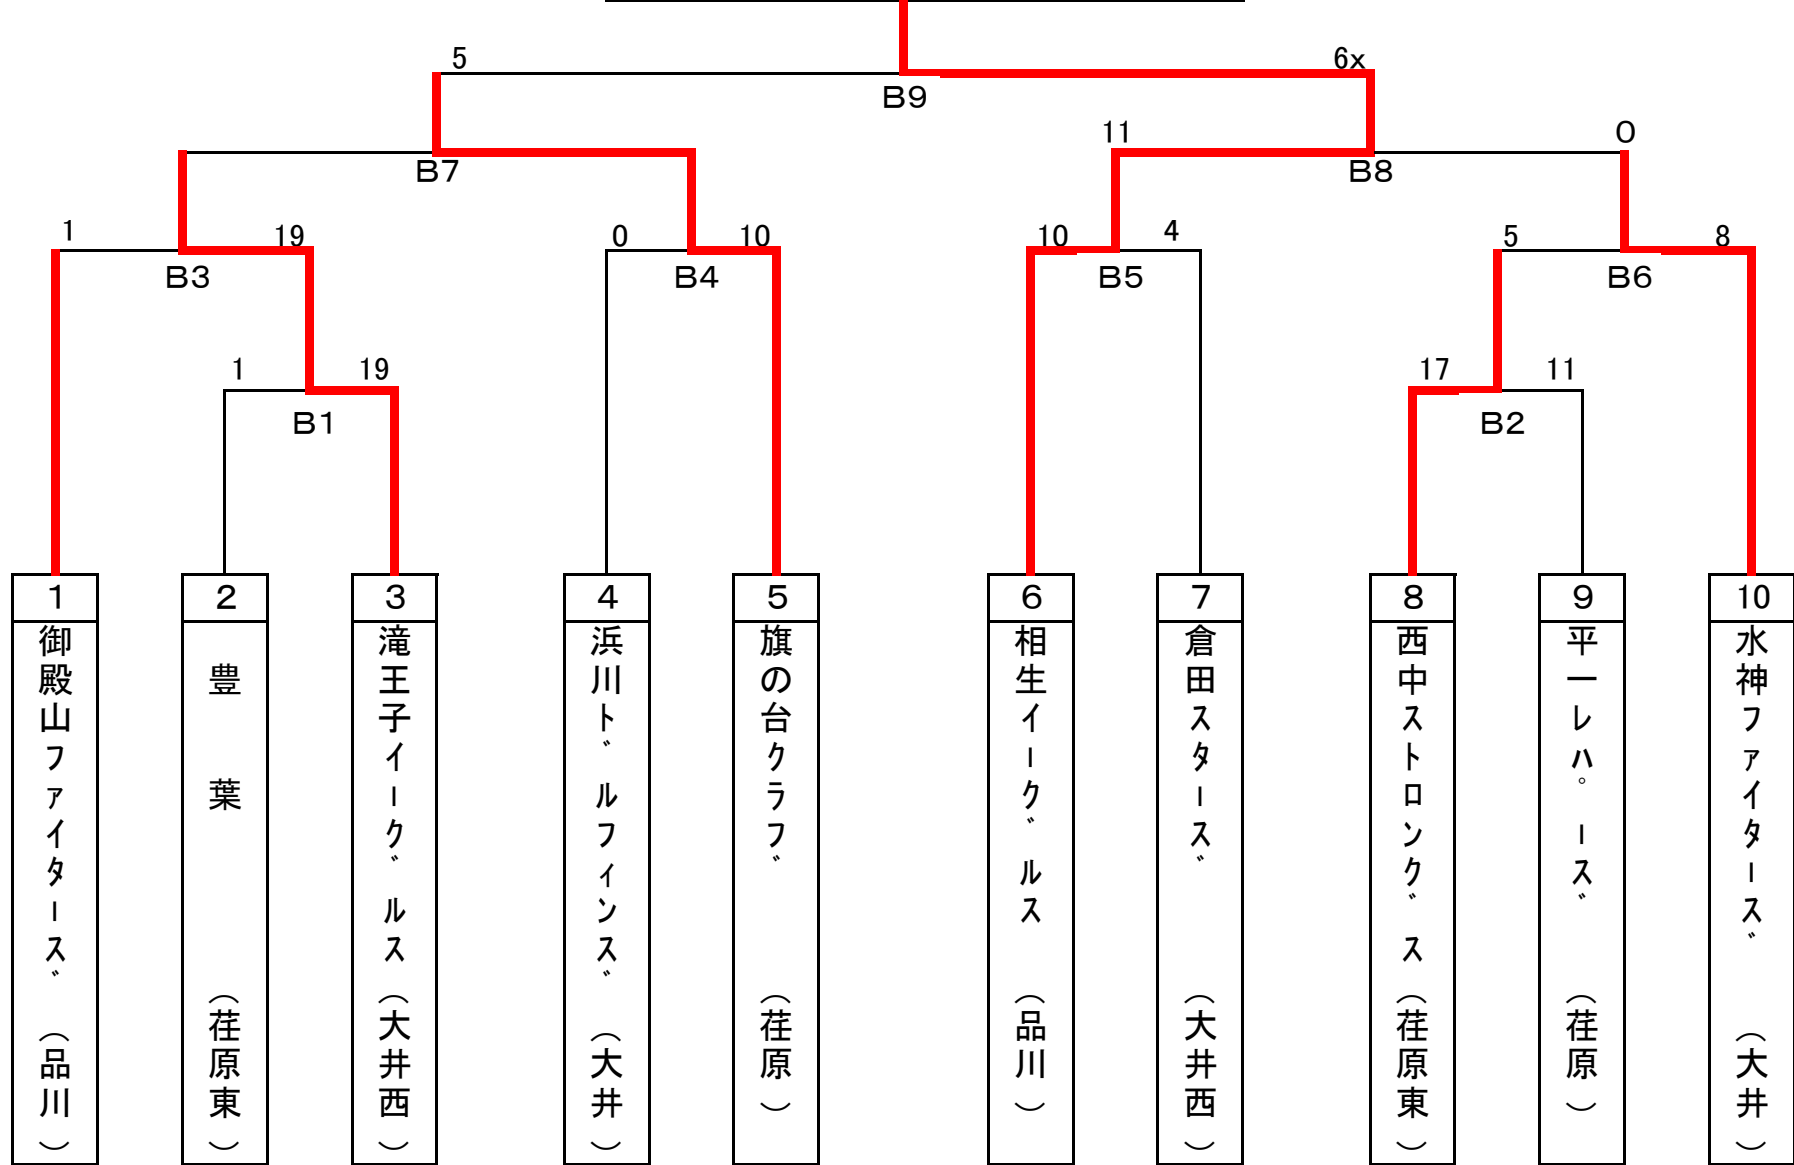 5 6x
B9
11 0
B7 B8
1 19 0 10 10 4 5 8
B3 B4 B5 B6
1 19 17 11
B1 B2
1 2 3 4 5 6 7 8 9 10
御殿山ファイターズ (品川)
豊葉 (荏原東)
滝王子イーグルス (大井西)
浜川ドルフィンズ (大井)
旗の台クラブ (荏原)
相生イーグルス (品川)
倉田スターズ (大井西)
西中ストロングス (荏原東)
平一レパーズ (荏原)
水神ファイターズ (大井)